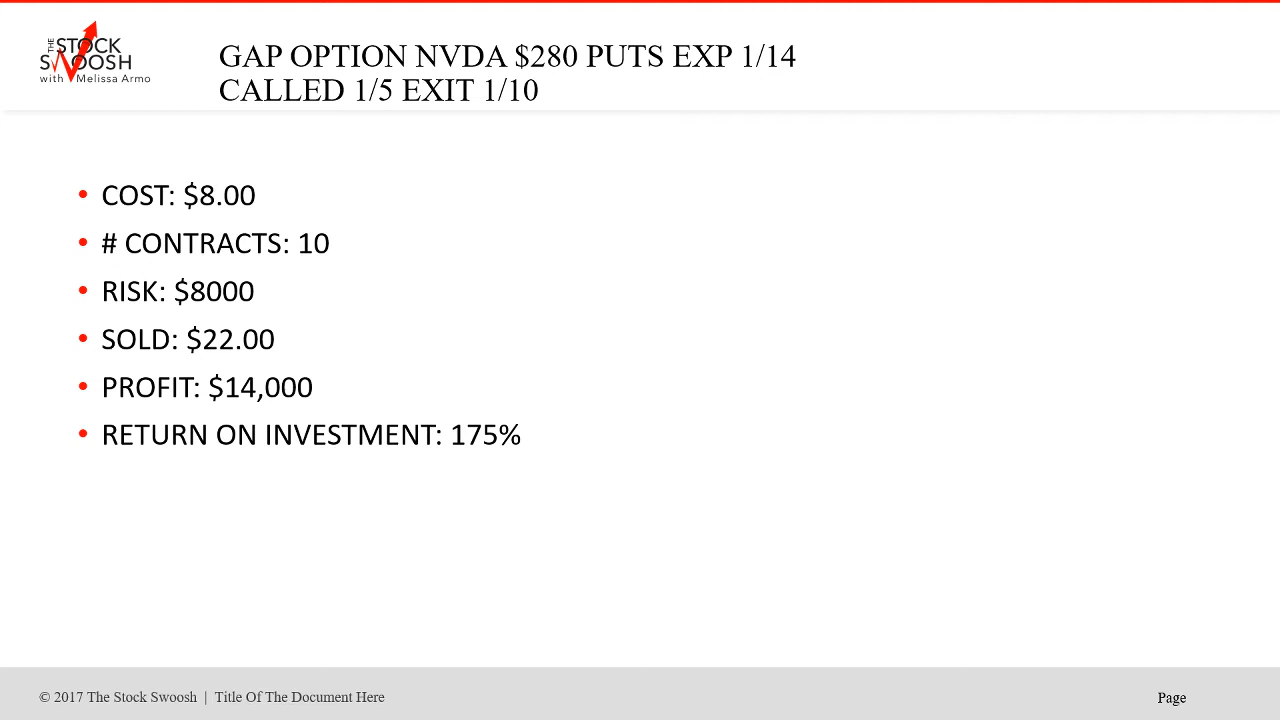 THE STOCK
SWOOSH
with Melissa Armo
GAP OPTION NVDA $280 PUTS EXP 1/14
CALLED 1/5 EXIT 1/10
• COST: $8.00
• # CONTRACTS: 10
• RISK: $8000
• SOLD: $22.00
• PROFIT: $14,000
• RETURN ON INVESTMENT: 175%
© 2017 The Stock Swoosh | Title Of The Document Here
Page